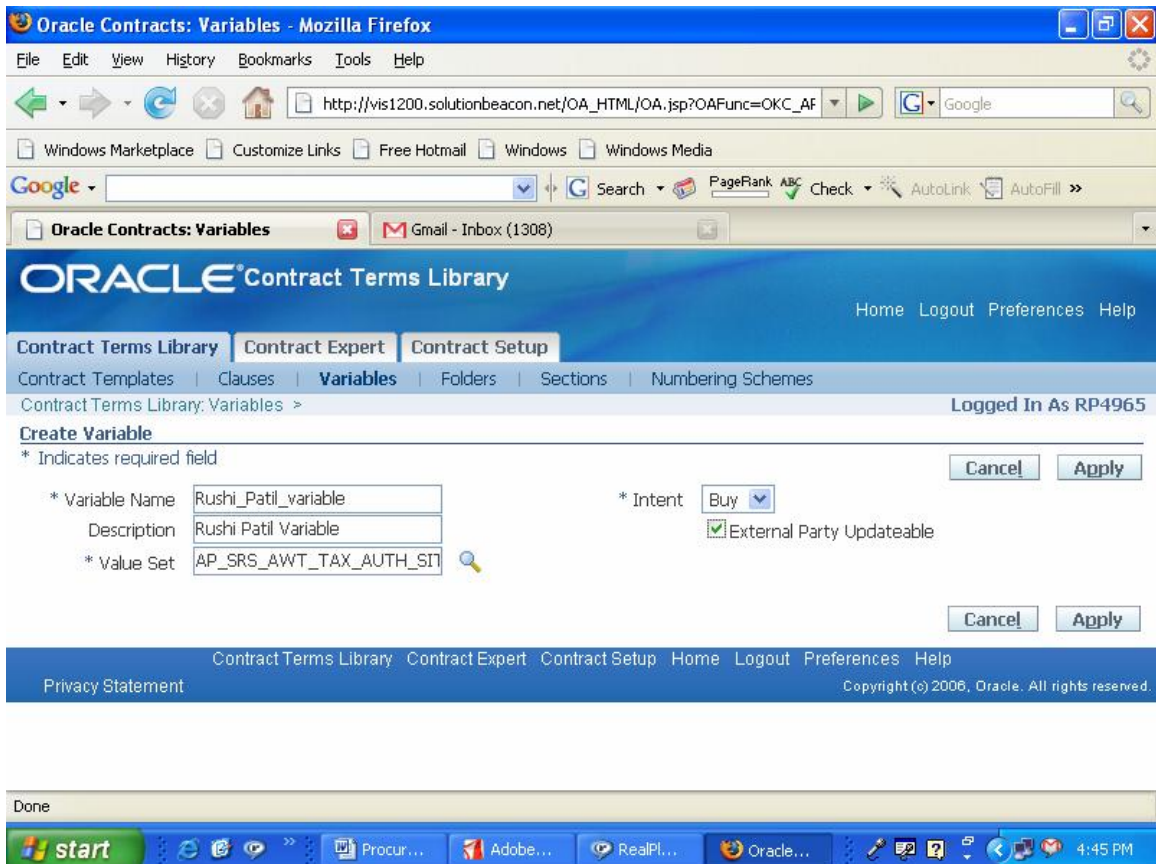 Oracle Contracts: Variables - Mozilla Firefox
File Edit View History Bookmarks Tools Help
http://vis1200.solutionbeacon.net/OA_HTML/OA.jsp?OAFunc=OKC_AF G Google
Windows Marketplace Customize Links Free Hotmail Windows Windows Media
Google G Search PageRank ABC Check AutoLink AutoFill »
Oracle Contracts: Variables Gmail - Inbox (1308)
ORACLE® Contract Terms Library
Home Logout Preferences Help
Contract Terms Library Contract Expert Contract Setup
Contract Templates | Clauses | Variables | Folders | Sections | Numbering Schemes
Contract Terms Library: Variables > Logged In As RP4965
Create Variable
* Indicates required field Cancel Apply
* Variable Name Rushi_Patil_variable * Intent Buy
Description Rushi Patil Variable External Party Updateable
* Value Set AP_SRS_AWT_TAX_AUTH_SIT
Cancel Apply
Contract Terms Library Contract Expert Contract Setup Home Logout Preferences Help
Privacy Statement Copyright (c) 2006, Oracle. All rights reserved.
Done
start » Procur... Adobe... RealPl... Oracle... 4:45 PM